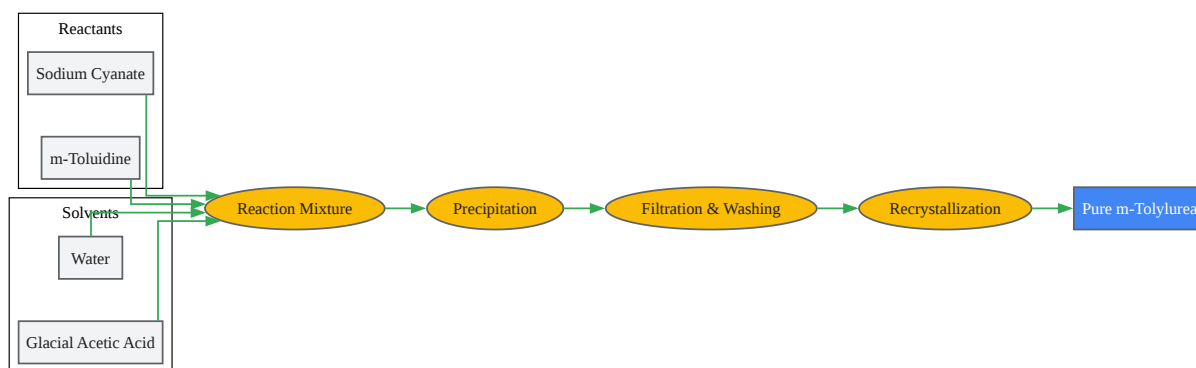 Reactants
Sodium Cyanate
m-Toluidine
Solvents
Water
Glacial Acetic Acid
Reaction Mixture
Precipitation
Filtration & Washing
Recrystallization
Pure m-Tolylurea